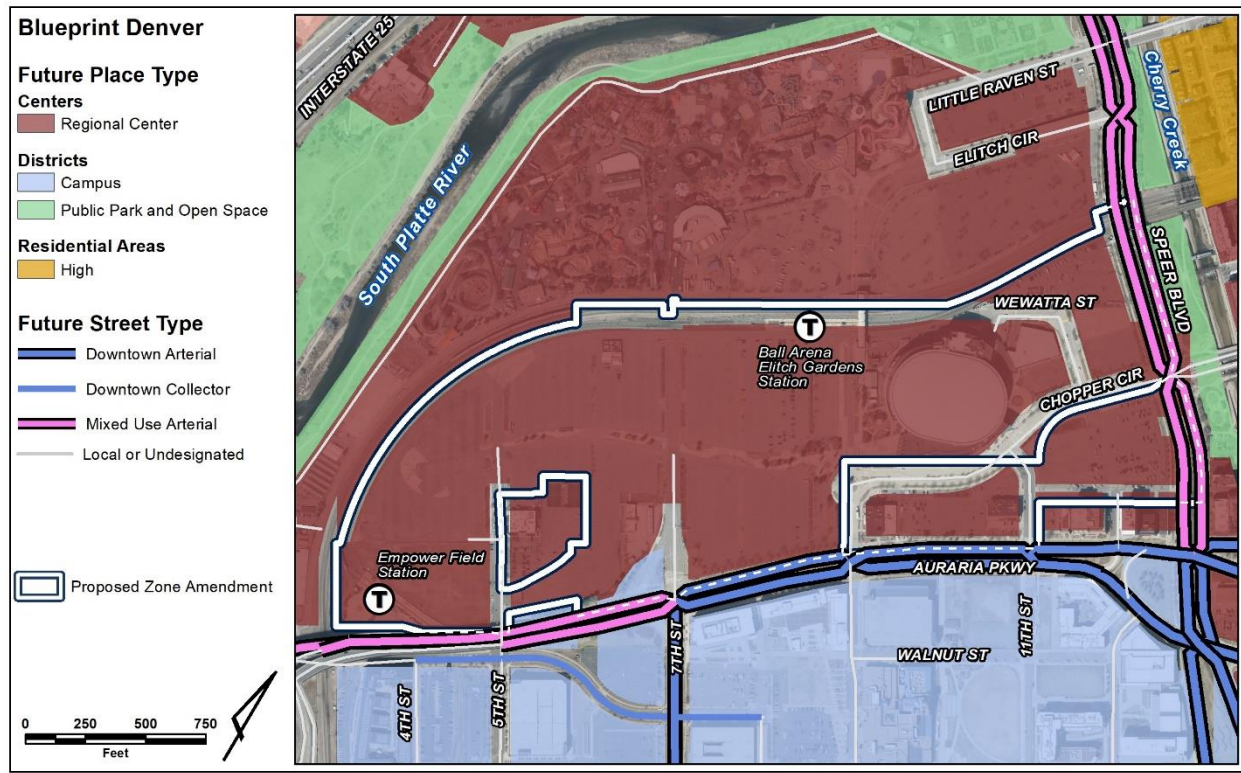 Blueprint Denver
Future Place Type
Centers
Regional Center
Districts
Campus
Public Park and Open Space
Residential Areas
High
Future Street Type
Downtown Arterial
Downtown Collector
Mixed Use Arterial
Local or Undesignated
Proposed Zone Amendment
0 250 500 750
Feet
INTERSTATE 25
South Platte River
LITTLE RAVEN ST
ELITCH CIR
Cherry Creek
SPEER BLVD
WEWATTA ST
T
Ball Arena
Elitch Gardens
Station
CHOPPER CIR
Empower Field
Station
T
AURARIA PKWY
4TH ST
5TH ST
7TH ST
WALNUT ST
11TH ST